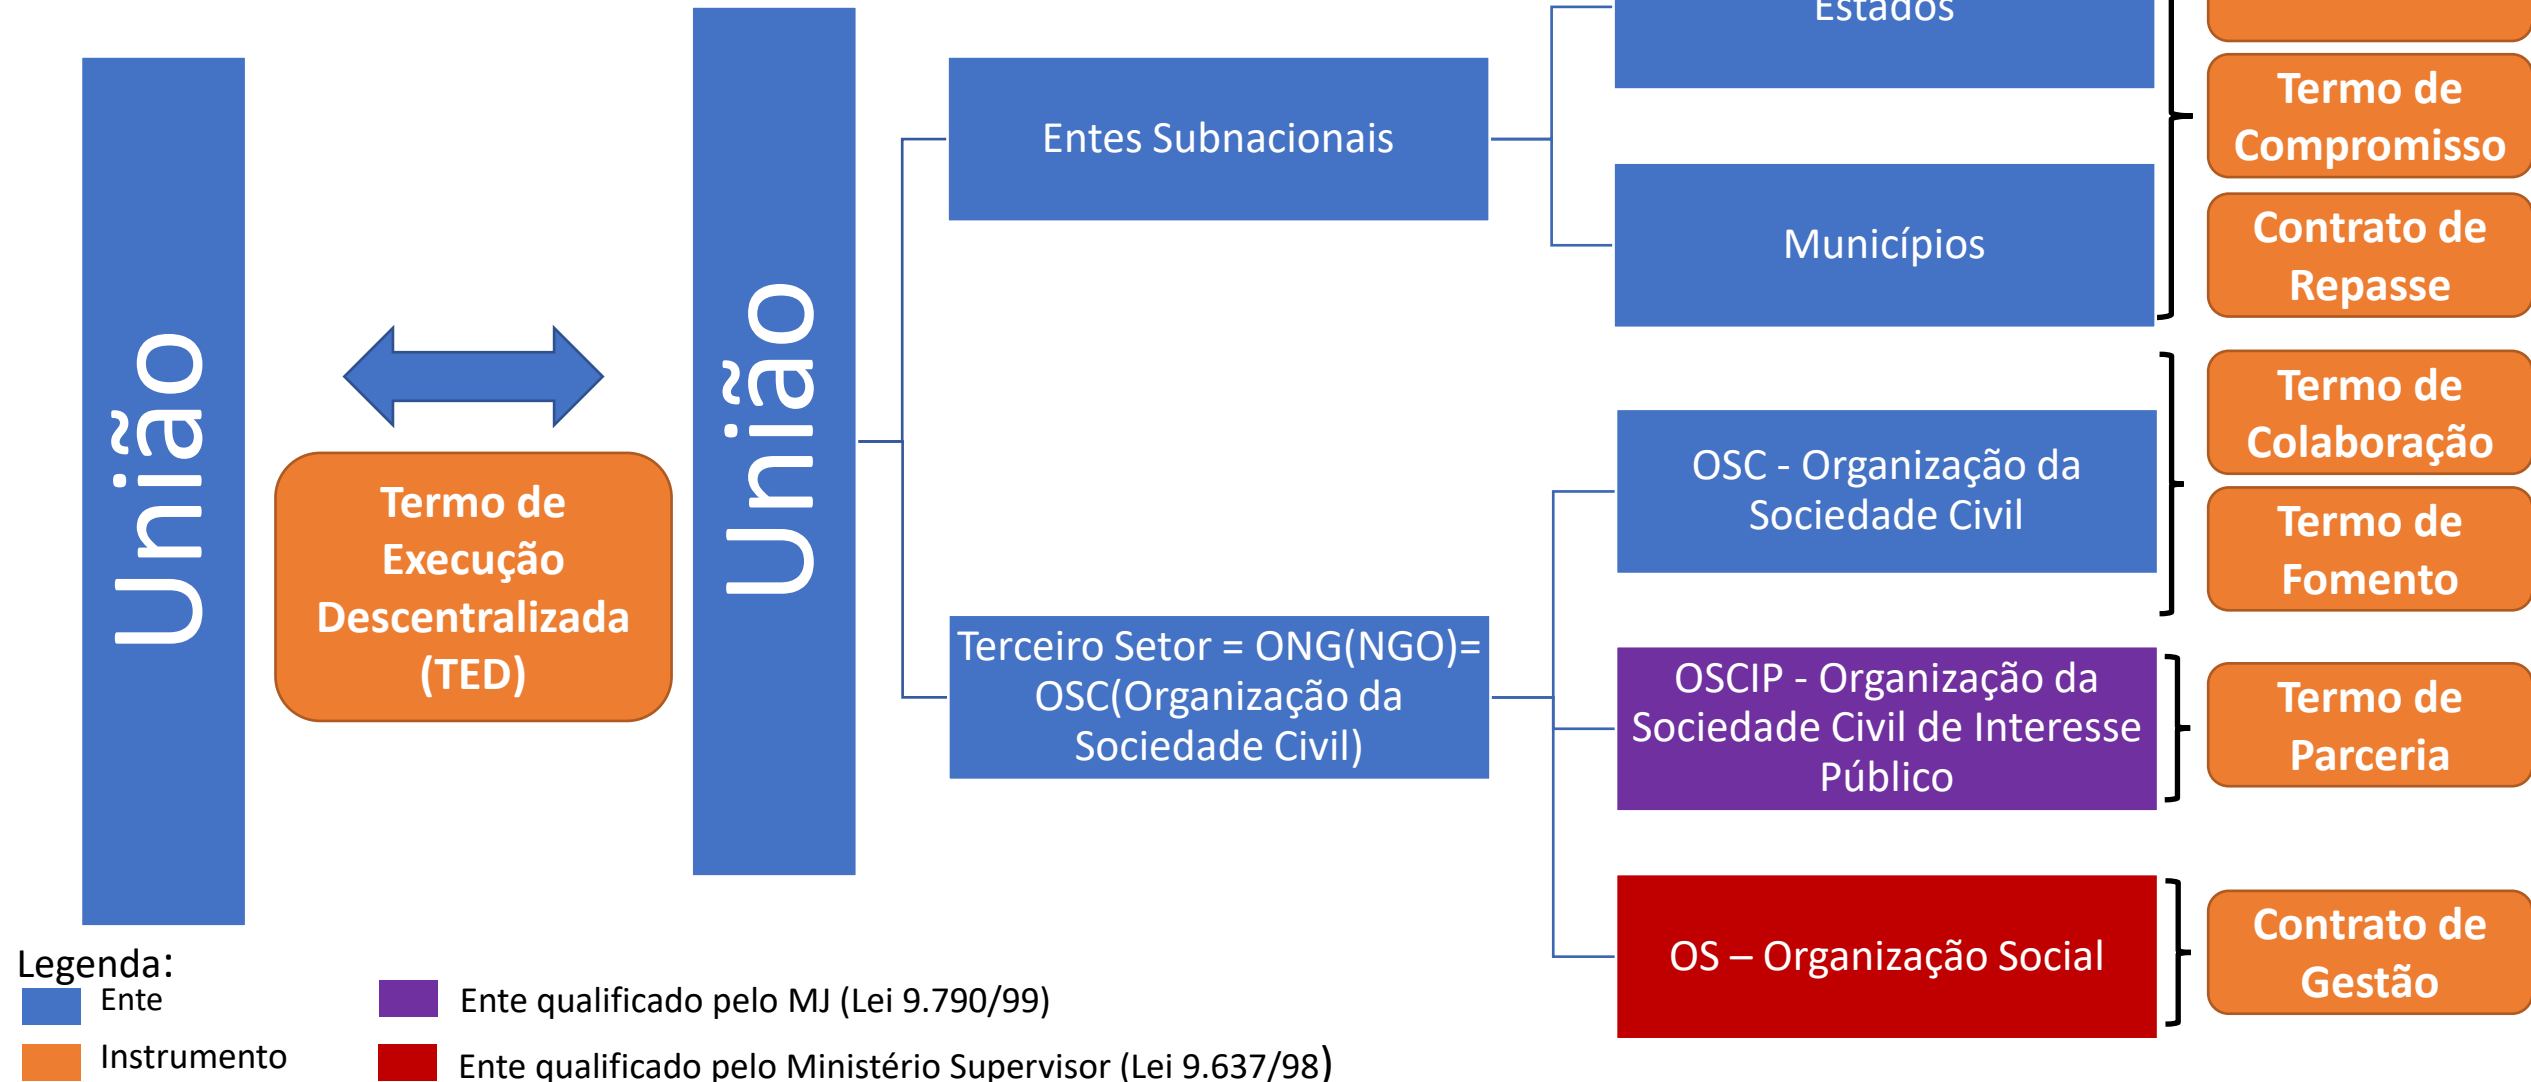 União
Termo de
Execução
Descentralizada
(TED)
União
Entes Subnacionais
Terceiro Setor = ONG(NGO)=
OSC(Organização da
Sociedade Civil)
Estados
Municípios
OSC - Organização da
Sociedade Civil
OSCIP - Organização da
Sociedade Civil de Interesse
Público
OS – Organização Social
Termo de
Compromisso
Contrato de
Repasse
Termo de
Colaboração
Termo de
Fomento
Termo de
Parceria
Contrato de
Gestão
Legenda:
Ente
Instrumento
Ente qualificado pelo MJ (Lei 9.790/99)
Ente qualificado pelo Ministério Supervisor (Lei 9.637/98)